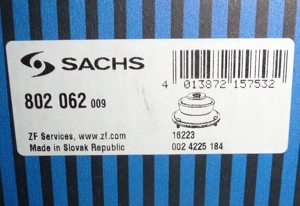 SACHS
4 013872 157532
802 062 009
ZF Services, www.zf.com
Made in Slovak Republic
16223
002 4225 184